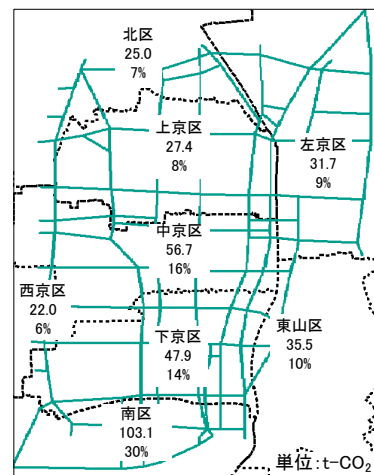 北区
25.0
7%
上京区
27.4
8%
左京区
31.7
9%
中京区
56.7
16%
西京区
22.0
6%
東山区
35.5
10%
下京区
47.9
14%
南区
103.1
30%
単位:t-CO₂